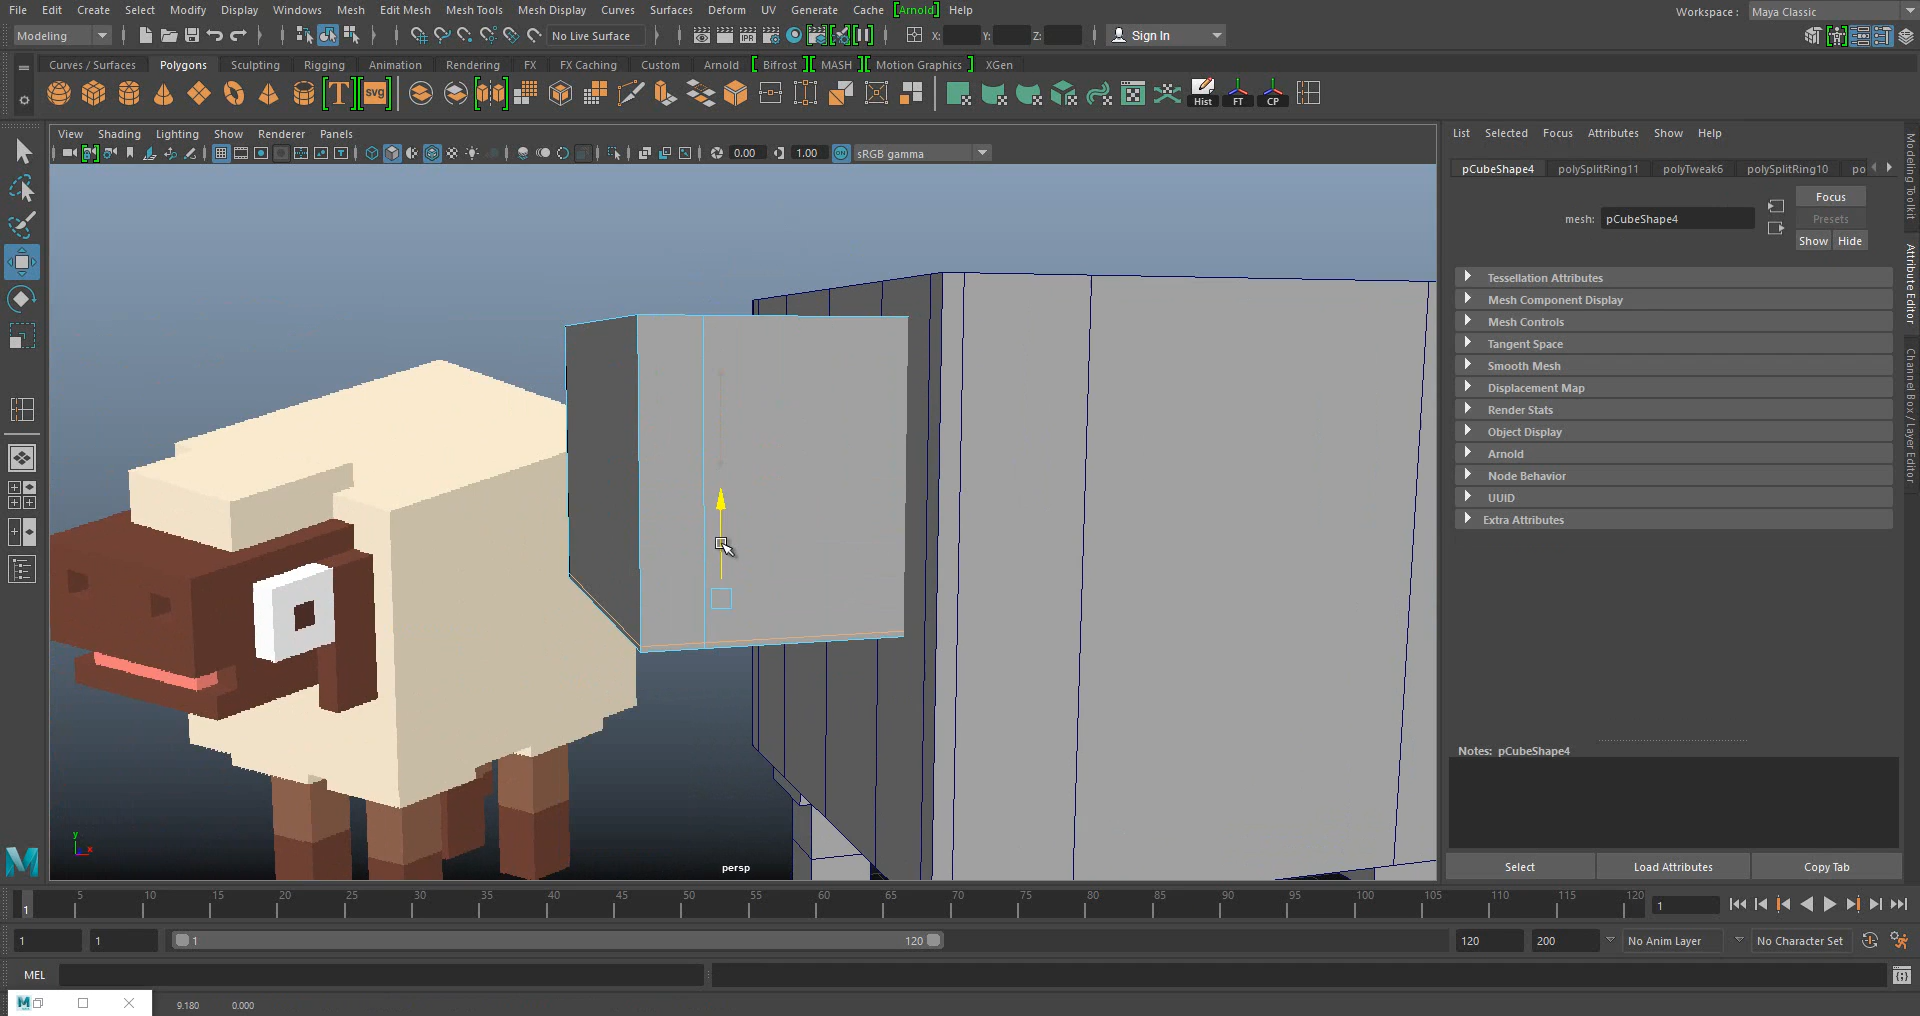 File Edit Create Select Modify Display Windows Mesh Edit Mesh Mesh Tools Mesh Display Curves Surfaces Deform UV Generate Cache [Arnold] Help
Workspace : Maya Classic
Modeling No Live Surface X: Y: Z: Sign In
Curves / Surfaces Polygons Sculpting Rigging Animation Rendering FX FX Caching Custom Arnold [ Bifrost ] [ MASH ] [ Motion Graphics ] XGen
T SVG Hist FT CP
View Shading Lighting Show Renderer Panels
0.00 1.00 ON sRGB gamma
IPR
List Selected Focus Attributes Show Help
pCubeShape4 polySplitRing11 polyTweak6 polySplitRing10 po
mesh: pCubeShape4
Focus
Presets
Show Hide
Tessellation Attributes
Mesh Component Display
Mesh Controls
Tangent Space
Smooth Mesh
Displacement Map
Render Stats
Object Display
Arnold
Node Behavior
UUID
Extra Attributes
Notes: pCubeShape4
Select Load Attributes Copy Tab
Modeling Toolkit
Attribute Editor
Channel Box / Layer Editor
y
x
persp
1 5 10 15 20 25 30 35 40 45 50 55 60 65 70 75 80 85 90 95 100 105 110 115 120 1
1 1 1 120 120 200 No Anim Layer No Character Set
MEL
M 9.180 0.000